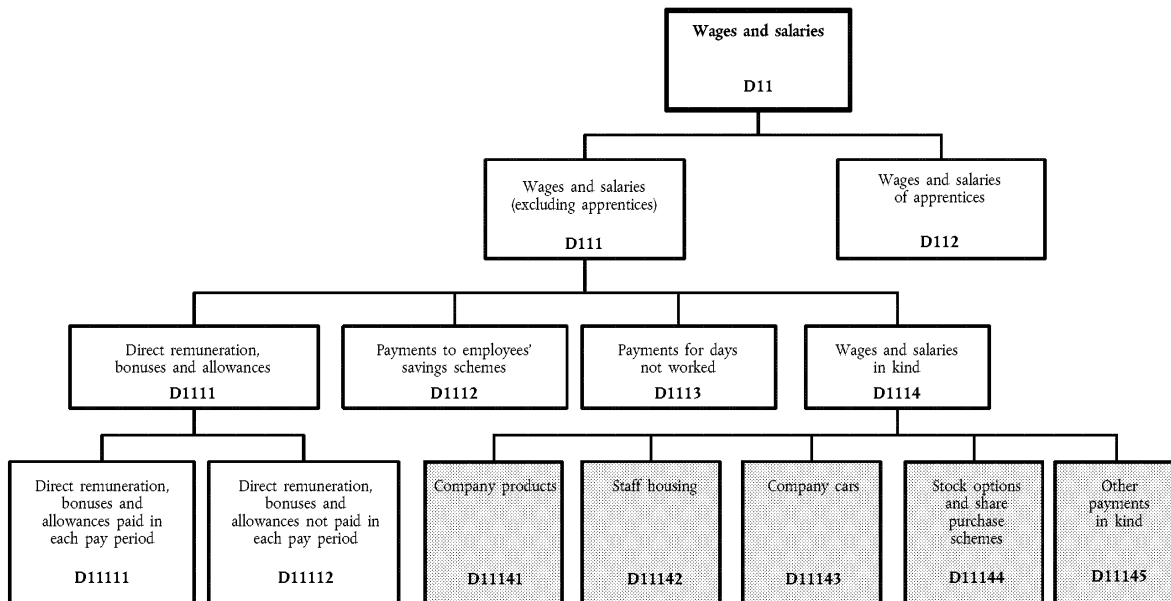 Wages and salaries
D11
Wages and salaries
(excluding apprentices)
D111
Wages and salaries
of apprentices
D112
Direct remuneration,
bonuses and allowances
D1111
Payments to employees'
savings schemes
D1112
Payments for days
not worked
D1113
Wages and salaries
in kind
D1114
Direct remuneration,
bonuses and
allowances paid in
each pay period
D11111
Direct remuneration,
bonuses and
allowances not paid in
each pay period
D11112
Company products
D11141
Staff housing
D11142
Company cars
D11143
Stock options
and share
purchase
schemes
D11144
Other
payments
in kind
D11145